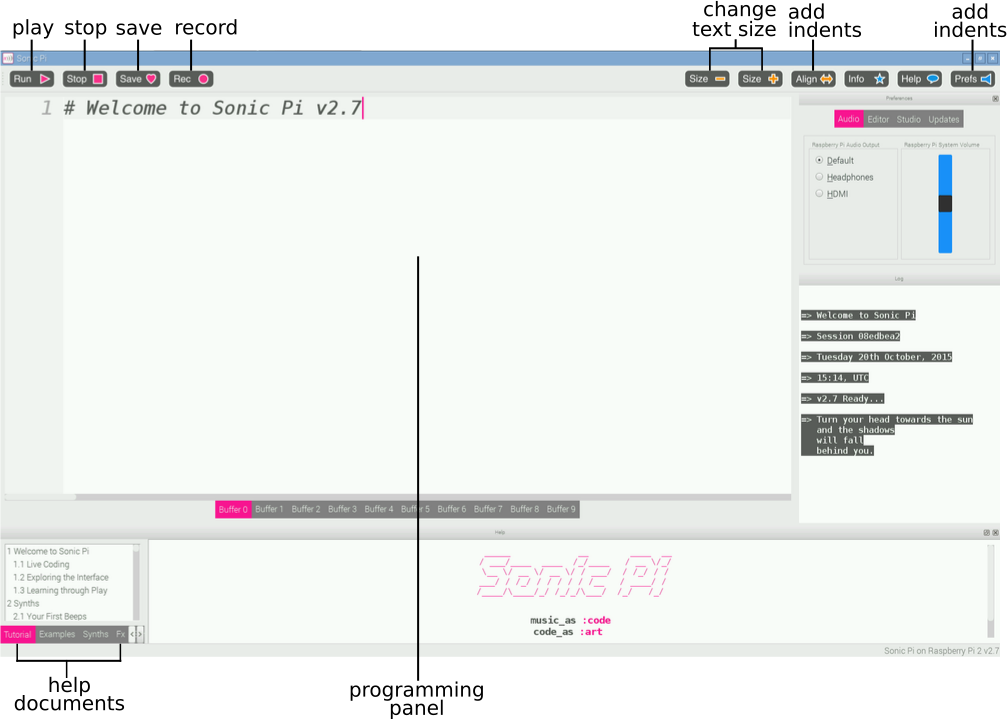 play stop save record
change
text size
add
indents
add
indents
Sonic Pi
Run Stop Save Rec Size Size Align Info Help Prefs
1 # Welcome to Sonic Pi v2.7
Preferences
Audio Editor Studio Updates
Raspberry Pi Audio Output
Default
Headphones
HDMI
Raspberry Pi System Volume
Log
=> Welcome to Sonic Pi
=> Session 08edbea2
=> Tuesday 20th October, 2015
=> 15:14, UTC
=> v2.7 Ready...
=> Turn your head towards the sun
and the shadows
will fall
behind you.
Buffer 0 Buffer 1 Buffer 2 Buffer 3 Buffer 4 Buffer 5 Buffer 6 Buffer 7 Buffer 8 Buffer 9
Help
1 Welcome to Sonic Pi
1.1 Live Coding
1.2 Exploring the Interface
1.3 Learning through Play
2 Synths
2.1 Your First Beeps
Tutorial Examples Synths Fx
Sonic Pi
music_as :code
code_as :art
Sonic Pi on Raspberry Pi 2 v2.7
help
documents
programming
panel